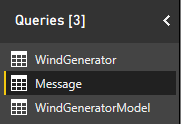 Queries [3]
WindGenerator
Message
WindGeneratorModel